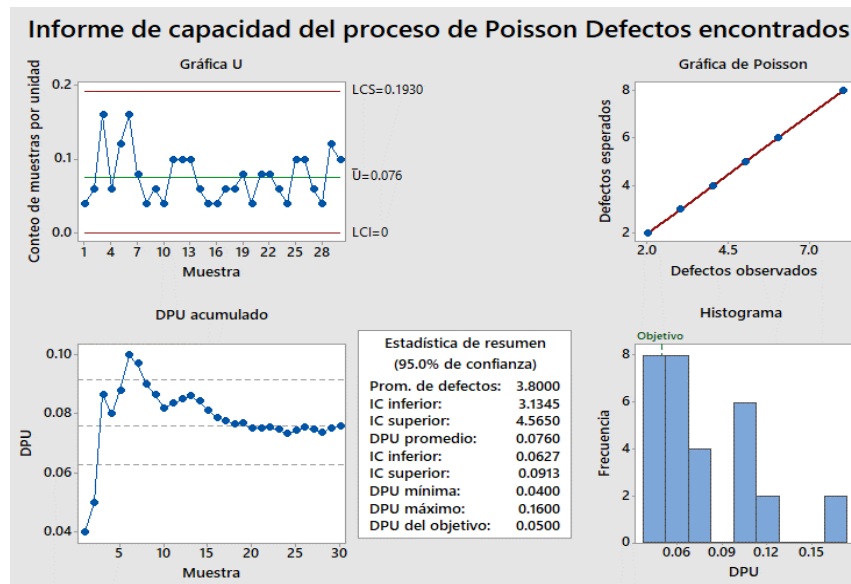 Informe de capacidad del proceso de Poisson Defectos encontrados
Gráfica U
Conteo de muestras por unidad
0.2
0.1
0.0
LCS=0.1930
U̅=0.076
LCI=0
1 4 7 10 13 16 19 22 25 28
Muestra
Gráfica de Poisson
Defectos esperados
8
6
4
2
2.0 4.5 7.0
Defectos observados
DPU acumulado
DPU
0.10
0.08
0.06
0.04
5 10 15 20 25 30
Muestra
Estadística de resumen
(95.0% de confianza)
Prom. de defectos: 3.8000
IC inferior: 3.1345
IC superior: 4.5650
DPU promedio: 0.0760
IC inferior: 0.0627
IC superior: 0.0913
DPU mínima: 0.0400
DPU máximo: 0.1600
DPU del objetivo: 0.0500
Histograma
Objetivo
Frecuencia
8
6
4
2
0
0.06 0.09 0.12 0.15
DPU